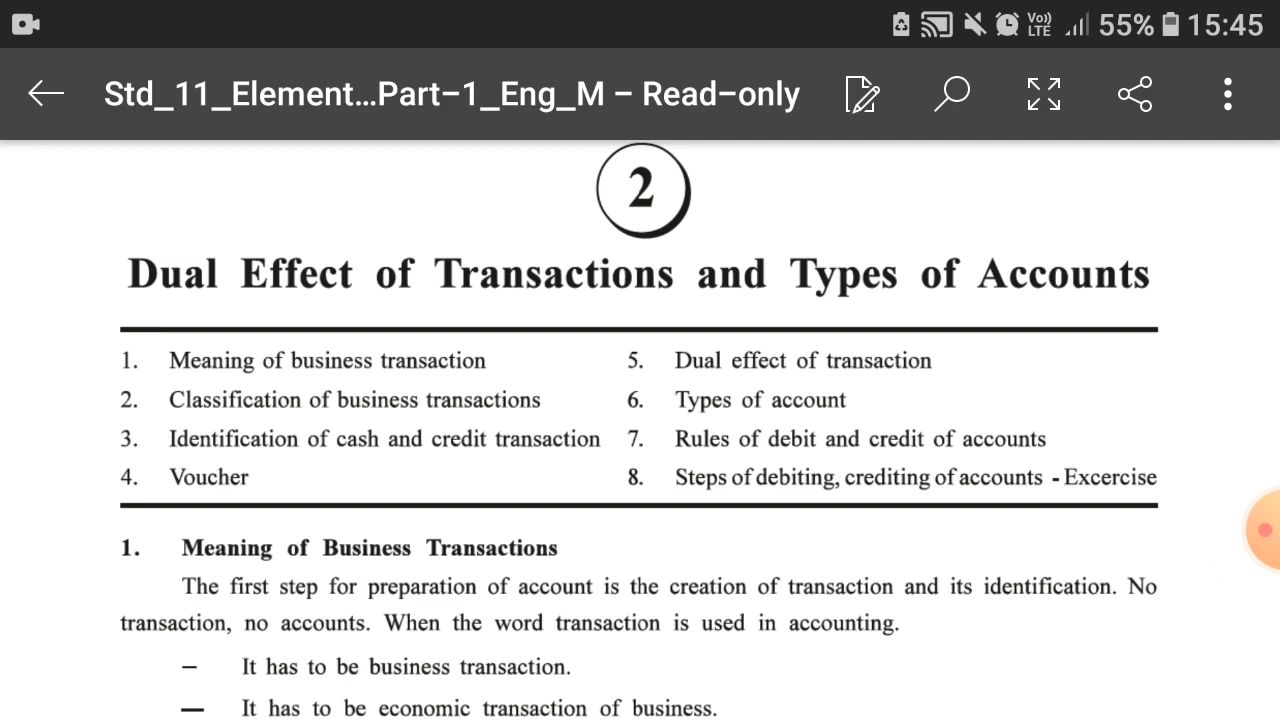 Vo)) LTE 55% 15:45
Std_11_Element...Part-1_Eng_M – Read-only
2
Dual Effect of Transactions and Types of Accounts
1. Meaning of business transaction
2. Classification of business transactions
3. Identification of cash and credit transaction
4. Voucher
5. Dual effect of transaction
6. Types of account
7. Rules of debit and credit of accounts
8. Steps of debiting, crediting of accounts - Excercise
1. Meaning of Business Transactions
The first step for preparation of account is the creation of transaction and its identification. No
transaction, no accounts. When the word transaction is used in accounting.
– It has to be business transaction.
— It has to be economic transaction of business.